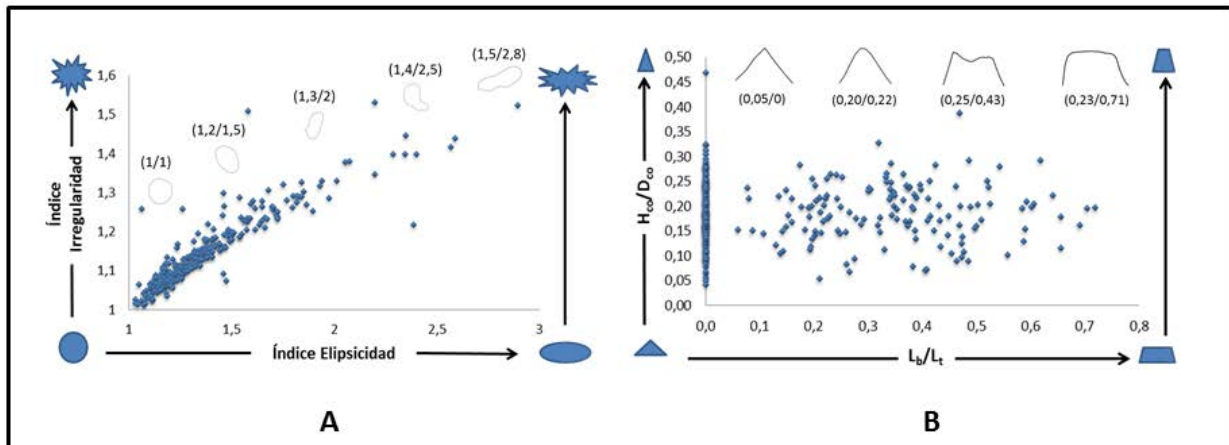 Índice
Irregularidad
1,6
1,5
1,4
1,3
1,2
1,1
1
(1/1)
(1,2/1,5)
(1,3/2)
(1,4/2,5)
(1,5/2,8)
1 1,5 2 2,5 3
Índice Elipsicidad
A
Hco/Dco
0,50
0,45
0,40
0,35
0,30
0,25
0,20
0,15
0,10
0,05
0,00
(0,05/0) (0,20/0,22) (0,25/0,43) (0,23/0,71)
0,0 0,1 0,2 0,3 0,4 0,5 0,6 0,7 0,8
Lb/Lt
B